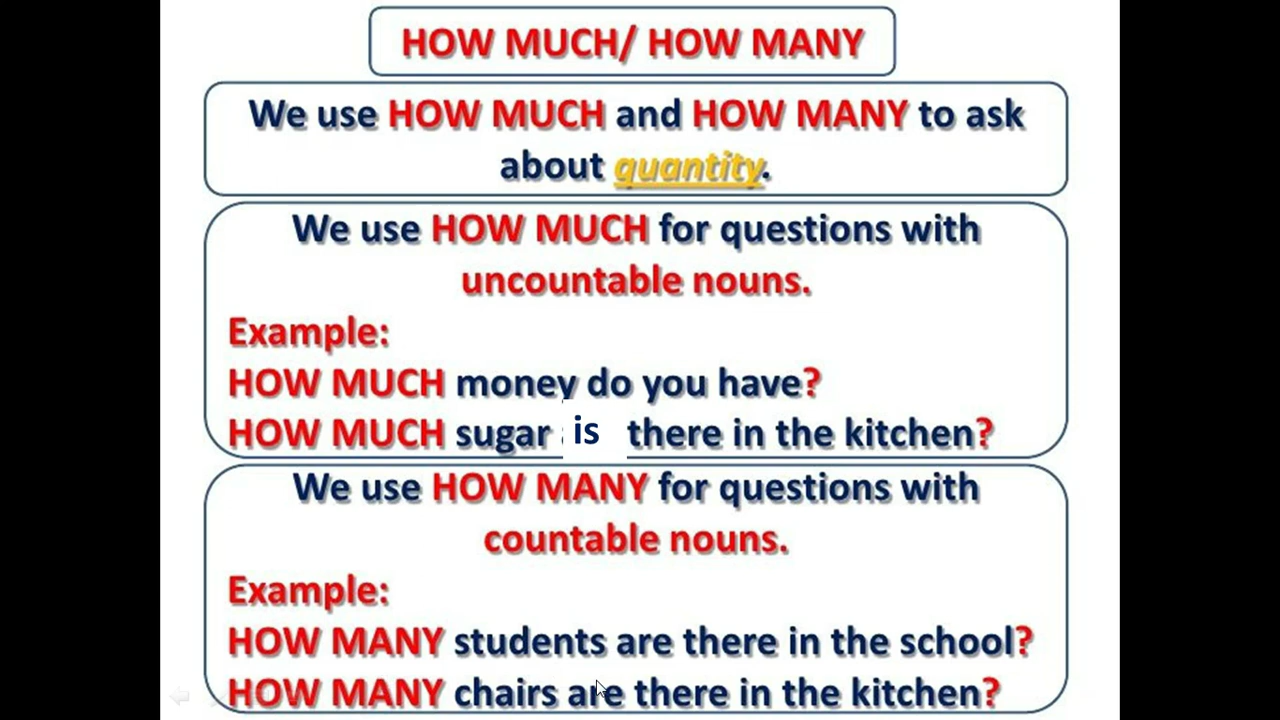 HOW MUCH/ HOW MANY
We use HOW MUCH and HOW MANY to ask
about quantity.
We use HOW MUCH for questions with
uncountable nouns.
Example:
HOW MUCH money do you have?
HOW MUCH sugar is there in the kitchen?
We use HOW MANY for questions with
countable nouns.
Example:
HOW MANY students are there in the school?
HOW MANY chairs are there in the kitchen?